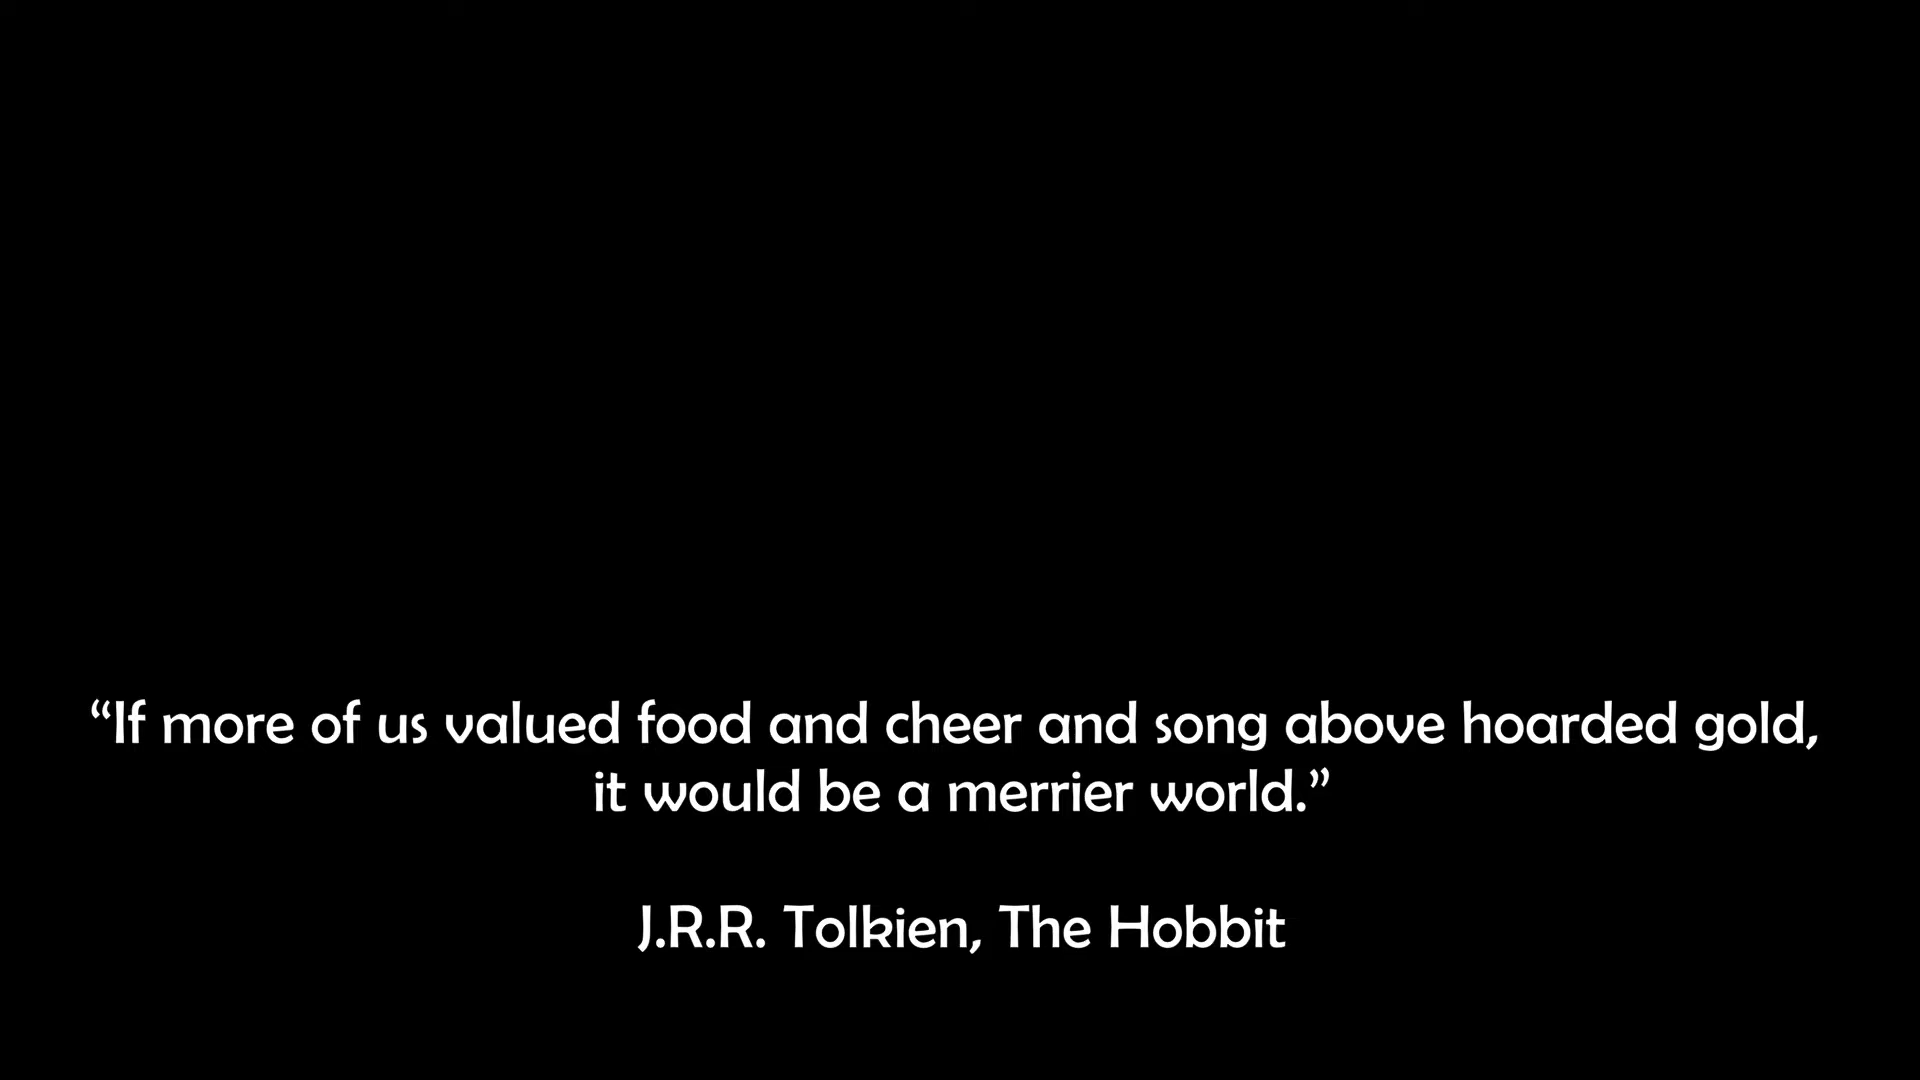 “If more of us valued food and cheer and song above hoarded gold,
it would be a merrier world.”
J.R.R. Tolkien, The Hobbit